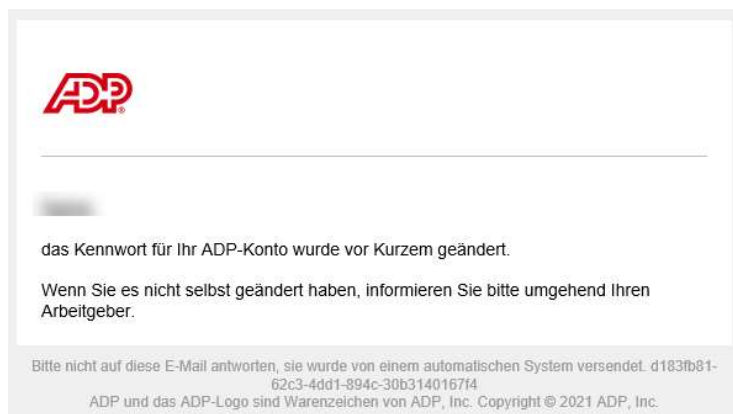 ADP
das Kennwort für Ihr ADP-Konto wurde vor Kurzem geändert.
Wenn Sie es nicht selbst geändert haben, informieren Sie bitte umgehend Ihren
Arbeitgeber.
Bitte nicht auf diese E-Mail antworten, sie wurde von einem automatischen System versendet. d183fb81-
62c3-4dd1-894c-30b3140167f4
ADP und das ADP-Logo sind Warenzeichen von ADP, Inc. Copyright © 2021 ADP, Inc.